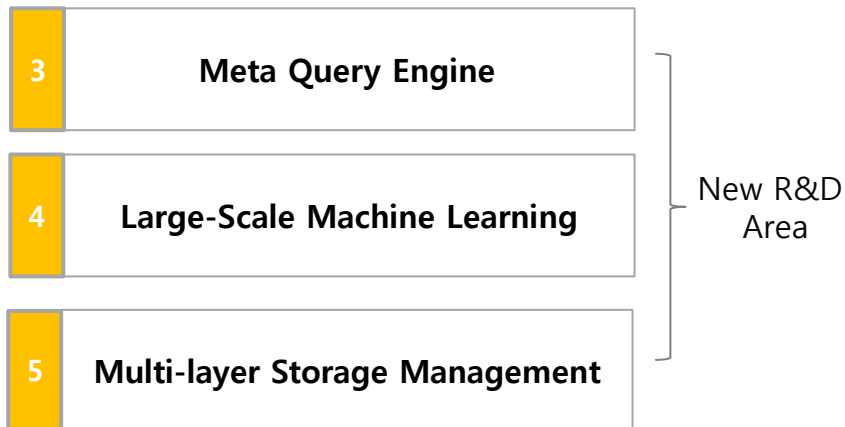 3
Meta Query Engine
4
Large-Scale Machine Learning
New R&D
Area
5
Multi-layer Storage Management